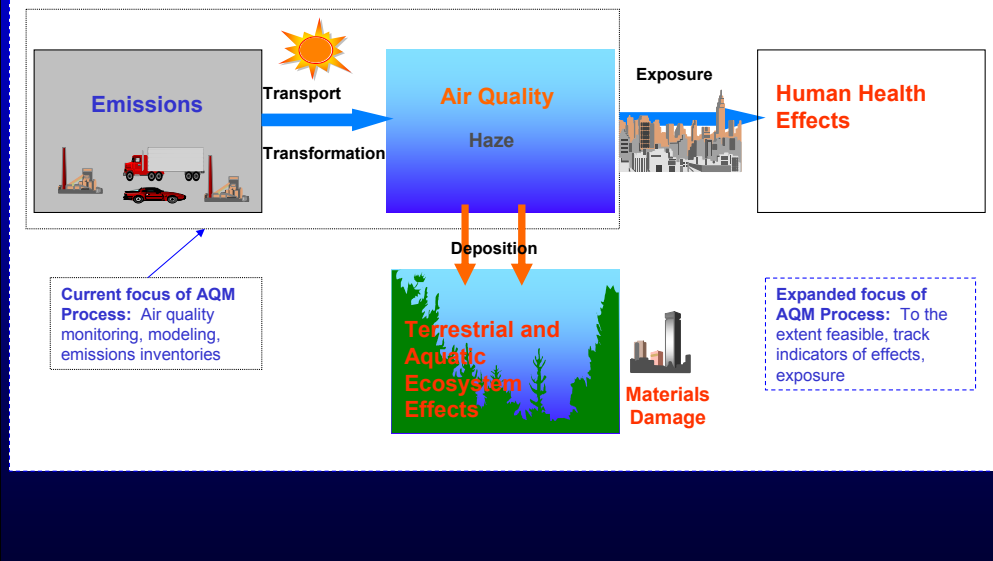 Emissions
Transport
Transformation
Air Quality
Haze
Exposure
Human Health
Effects
Deposition
Current focus of AQM
Process: Air quality
monitoring, modeling,
emissions inventories
Terrestrial and
Aquatic
Ecosystem
Effects
Materials
Damage
Expanded focus of
AQM Process: To the
extent feasible, track
indicators of effects,
exposure